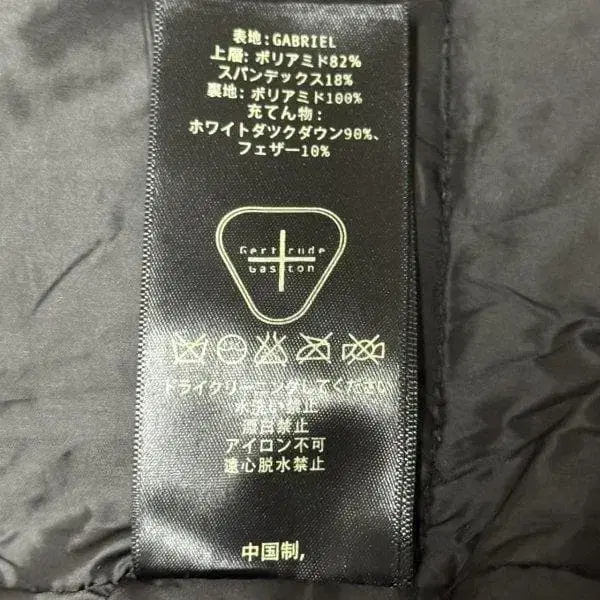 表地:GABRIEL
上層:ポリアミド82%
スパンデックス18%
裏地:ポリアミド100%
充てん物:
ホワイトダックダウン90%、
フェザー10%
Gertrude
Gaston
ドライクリーニングしてください
水洗い禁止
漂白禁止
アイロン不可
遠心脱水禁止
中国制,